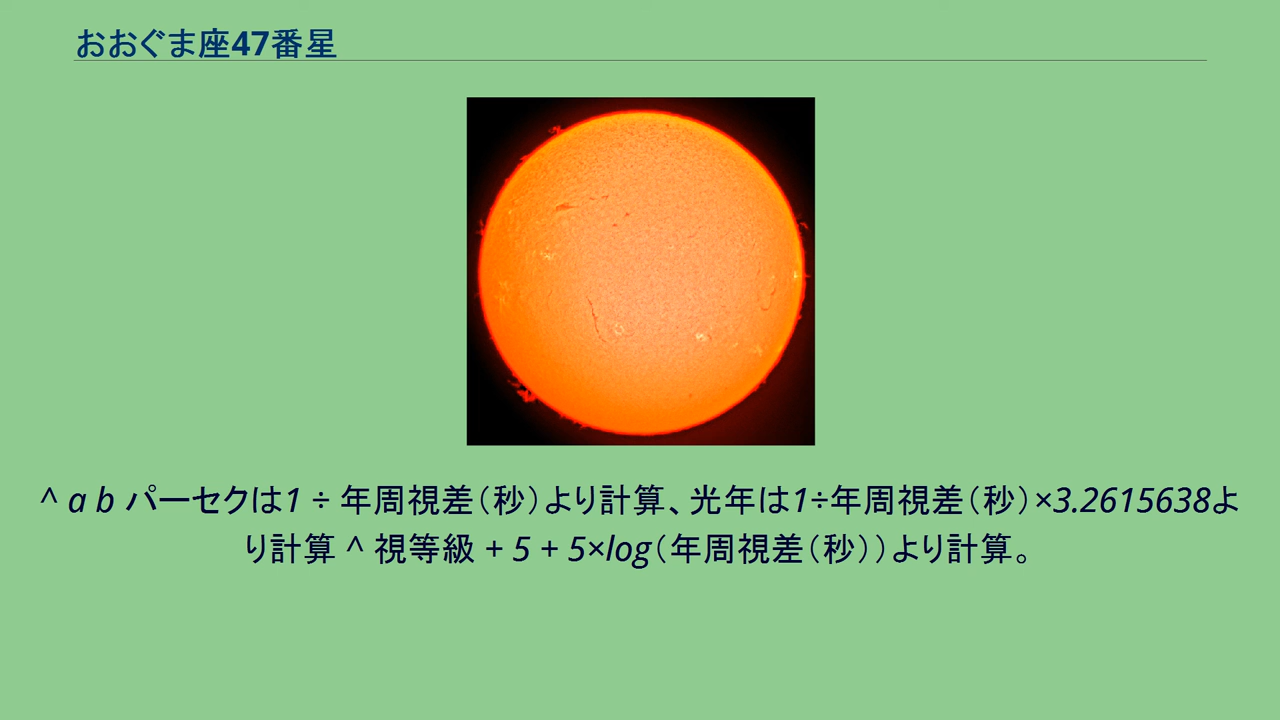 おおぐま座47番星
^ a b パーセクは1 ÷ 年周視差（秒）より計算、光年は1÷年周視差（秒）×3.2615638よ
り計算 ^ 視等級 + 5 + 5×log（年周視差（秒））より計算。